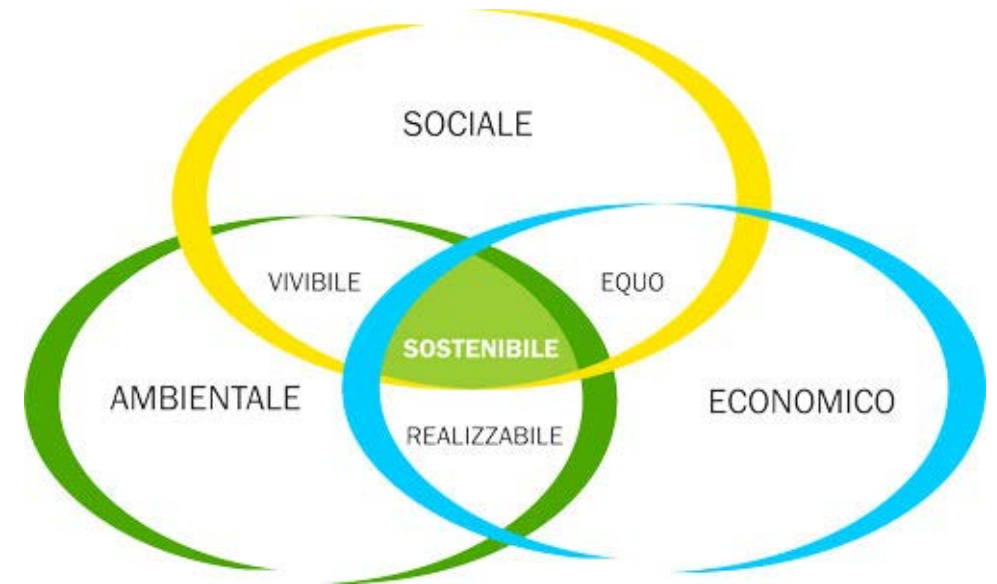 SOCIALE
VIVIBILE
EQUO
SOSTENIBILE
AMBIENTALE
ECONOMICO
REALIZZABILE